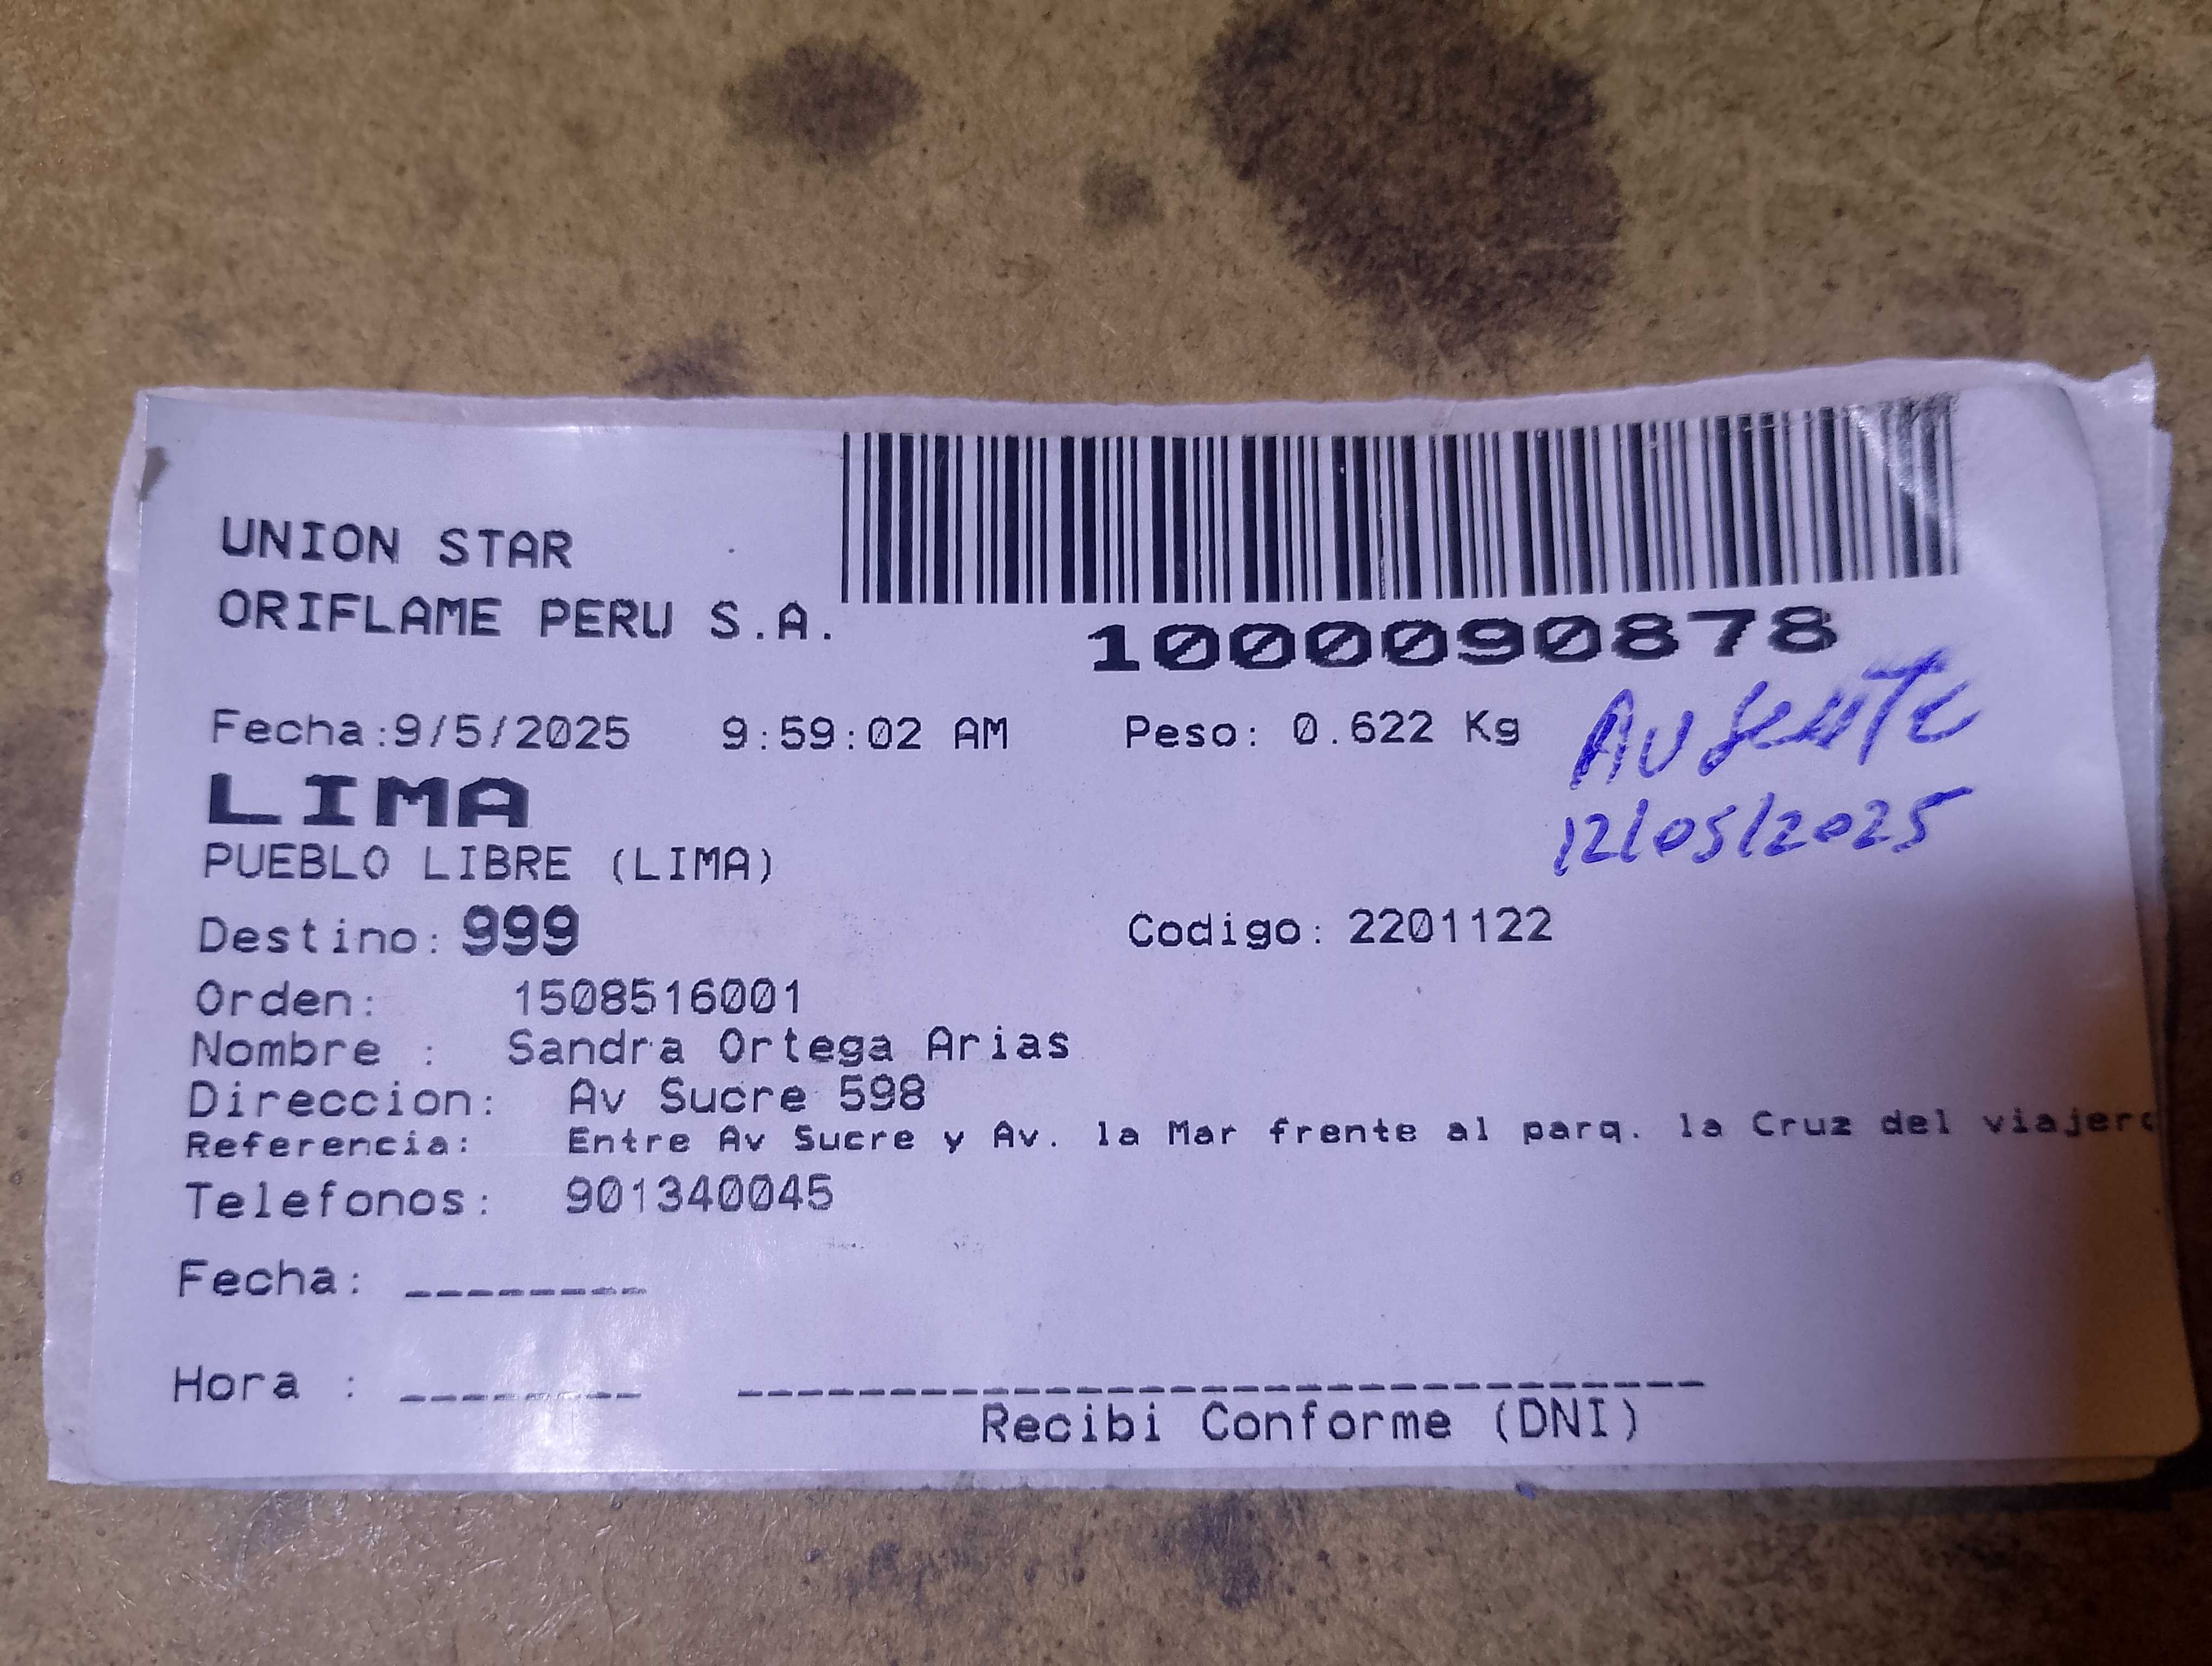 UNION STAR
ORIFLAME PERU S.A.
1000090878
Fecha:9/5/2025 9:59:02 AM Peso: 0.622 Kg
Ausente
12/05/2025
LIMA
PUEBLO LIBRE (LIMA)
Destino: 999 Codigo: 2201122
Orden: 1508516001
Nombre : Sandra Ortega Arias
Direccion: Av Sucre 598
Referencia: Entre Av Sucre y Av. la Mar frente al parq. la Cruz del viajero
Telefonos: 901340045
Fecha: ________
Hora : ________ ________________________________
Recibi Conforme (DNI)